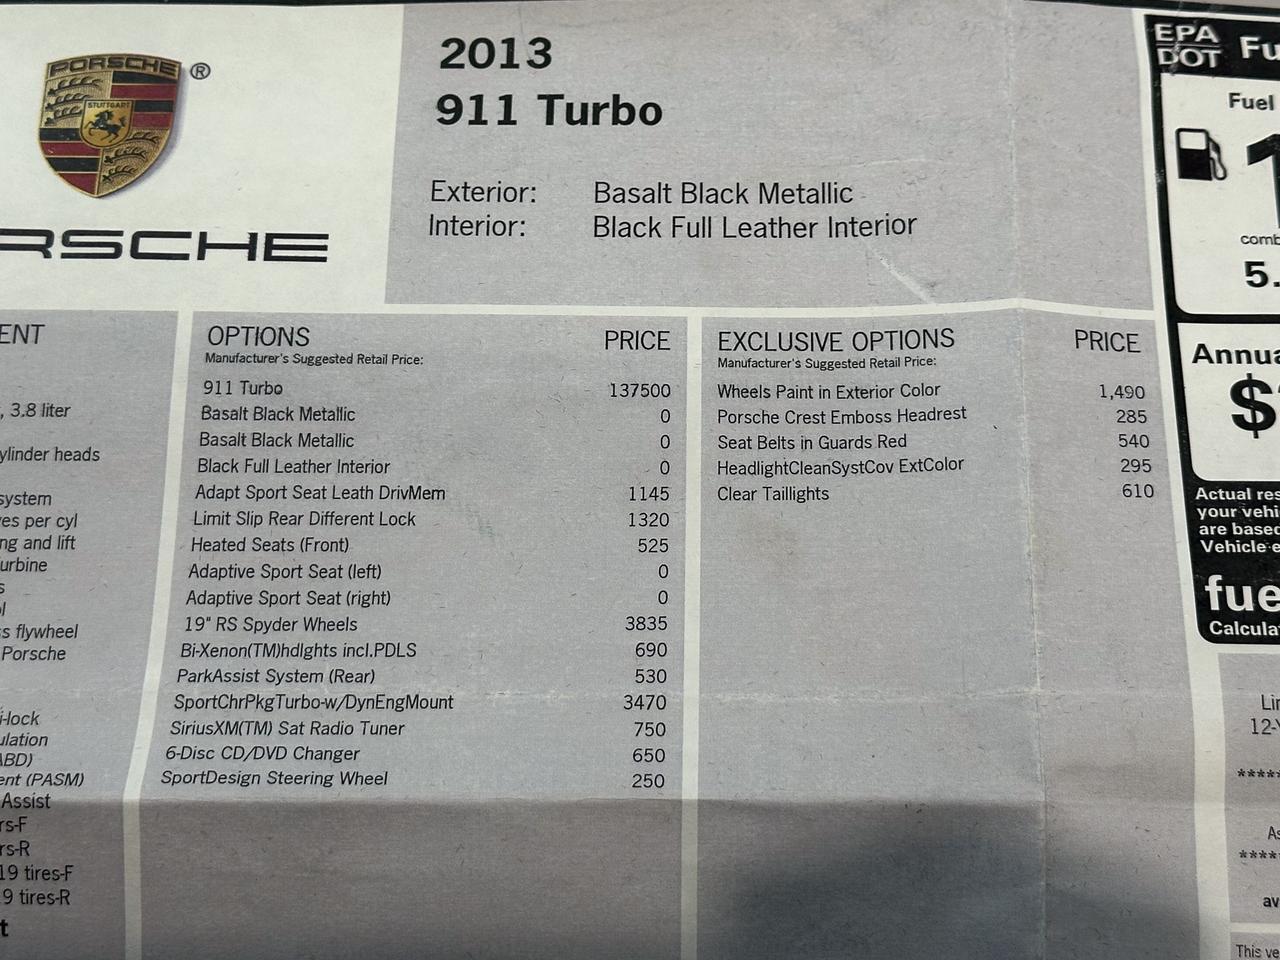 PORSCHE
STUTTGART
®
RSCHE
2013
911 Turbo
Exterior: Basalt Black Metallic
Interior: Black Full Leather Interior
ENT
, 3.8 liter
ylinder heads
system
es per cyl
ng and lift
urbine
s
ol
s flywheel
Porsche
i-lock
ulation
ABD)
ent (PASM)
Assist
rs-F
rs-R
19 tires-F
9 tires-R
t
OPTIONS PRICE
Manufacturer's Suggested Retail Price:
911 Turbo 137500
Basalt Black Metallic 0
Basalt Black Metallic 0
Black Full Leather Interior 0
Adapt Sport Seat Leath DrivMem 1145
Limit Slip Rear Different Lock 1320
Heated Seats (Front) 525
Adaptive Sport Seat (left) 0
Adaptive Sport Seat (right) 0
19" RS Spyder Wheels 3835
Bi-Xenon(TM)hdlghts incl.PDLS 690
ParkAssist System (Rear) 530
SportChrPkgTurbo-w/DynEngMount 3470
SiriusXM(TM) Sat Radio Tuner 750
6-Disc CD/DVD Changer 650
SportDesign Steering Wheel 250
EXCLUSIVE OPTIONS PRICE
Manufacturer's Suggested Retail Price:
Wheels Paint in Exterior Color 1,490
Porsche Crest Emboss Headrest 285
Seat Belts in Guards Red 540
HeadlightCleanSystCov ExtColor 295
Clear Taillights 610
EPA
DOT Fu
Fuel
1
comb
5.
Annua
$
Actual res
your vehi
are based
Vehicle e
fue
Calculat
Lin
12-
****
As
****
av
This ve